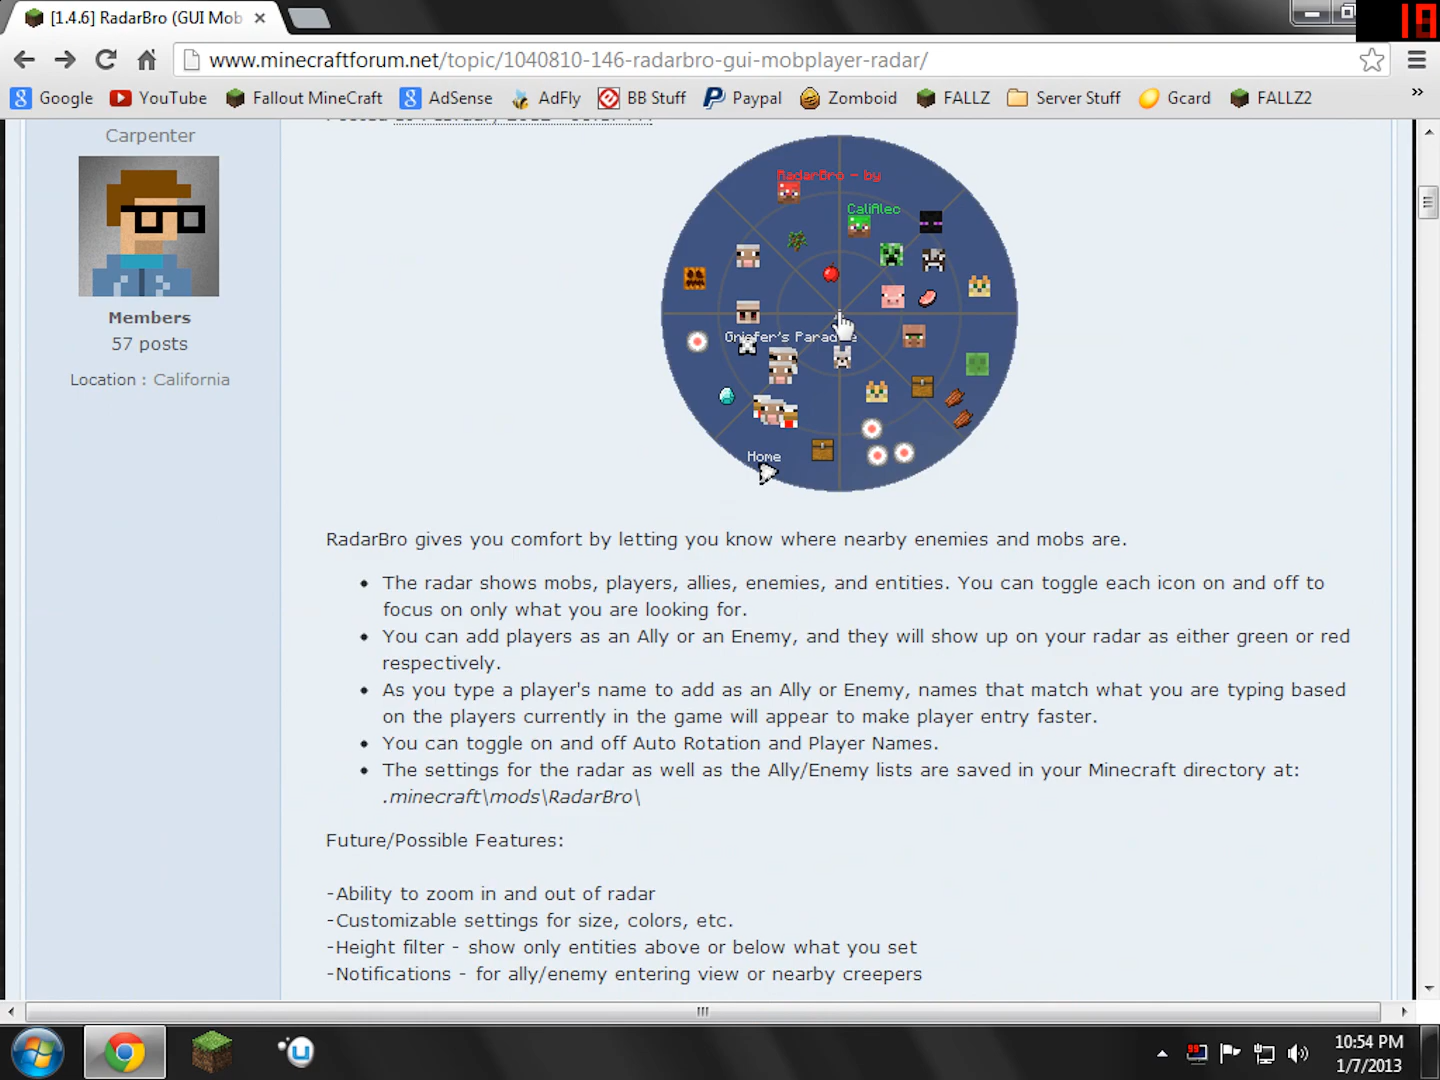 [1.4.6] RadarBro (GUI Mob
19
www.minecraftforum.net/topic/1040810-146-radarbro-gui-mobplayer-radar/
Google YouTube Fallout MineCraft AdSense AdFly BB Stuff Paypal Zomboid FALLZ Server Stuff Gcard FALLZ2 »
Carpenter
Members
57 posts
Location : California
RadarBro - by
CaliAlec
Griefer's Paradise
Home
RadarBro gives you comfort by letting you know where nearby enemies and mobs are.
• The radar shows mobs, players, allies, enemies, and entities. You can toggle each icon on and off to
focus on only what you are looking for.
• You can add players as an Ally or an Enemy, and they will show up on your radar as either green or red
respectively.
• As you type a player's name to add as an Ally or Enemy, names that match what you are typing based
on the players currently in the game will appear to make player entry faster.
• You can toggle on and off Auto Rotation and Player Names.
• The settings for the radar as well as the Ally/Enemy lists are saved in your Minecraft directory at:
.minecraft\mods\RadarBro\
Future/Possible Features:
-Ability to zoom in and out of radar
-Customizable settings for size, colors, etc.
-Height filter - show only entities above or below what you set
-Notifications - for ally/enemy entering view or nearby creepers
10:54 PM
1/7/2013